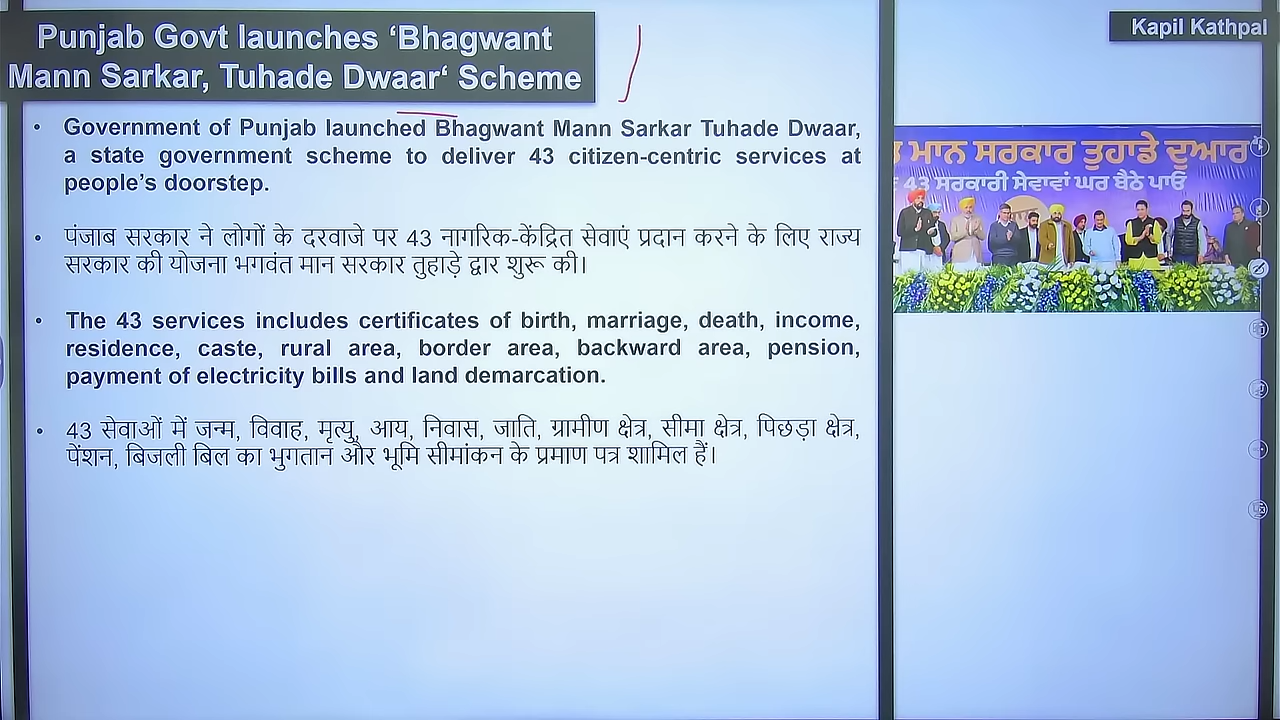 Punjab Govt launches ‘Bhagwant
Mann Sarkar, Tuhade Dwaar‘ Scheme
Kapil Kathpal
• Government of Punjab launched Bhagwant Mann Sarkar Tuhade Dwaar,
a state government scheme to deliver 43 citizen-centric services at
people’s doorstep.
• पंजाब सरकार ने लोगों के दरवाजे पर 43 नागरिक-केंद्रित सेवाएं प्रदान करने के लिए राज्य
सरकार की योजना भगवंत मान सरकार तुहाड़े द्वार शुरू की।
• The 43 services includes certificates of birth, marriage, death, income,
residence, caste, rural area, border area, backward area, pension,
payment of electricity bills and land demarcation.
• 43 सेवाओं में जन्म, विवाह, मृत्यु, आय, निवास, जाति, ग्रामीण क्षेत्र, सीमा क्षेत्र, पिछड़ा क्षेत्र,
पेंशन, बिजली बिल का भुगतान और भूमि सीमांकन के प्रमाण पत्र शामिल हैं।
ਮਾਨ ਸਰਕਾਰ ਤੁਹਾਡੇ ਦੁਆਰ
43 ਸਰਕਾਰੀ ਸੇਵਾਵਾਂ ਘਰ ਬੈਠੇ ਪਾਓ